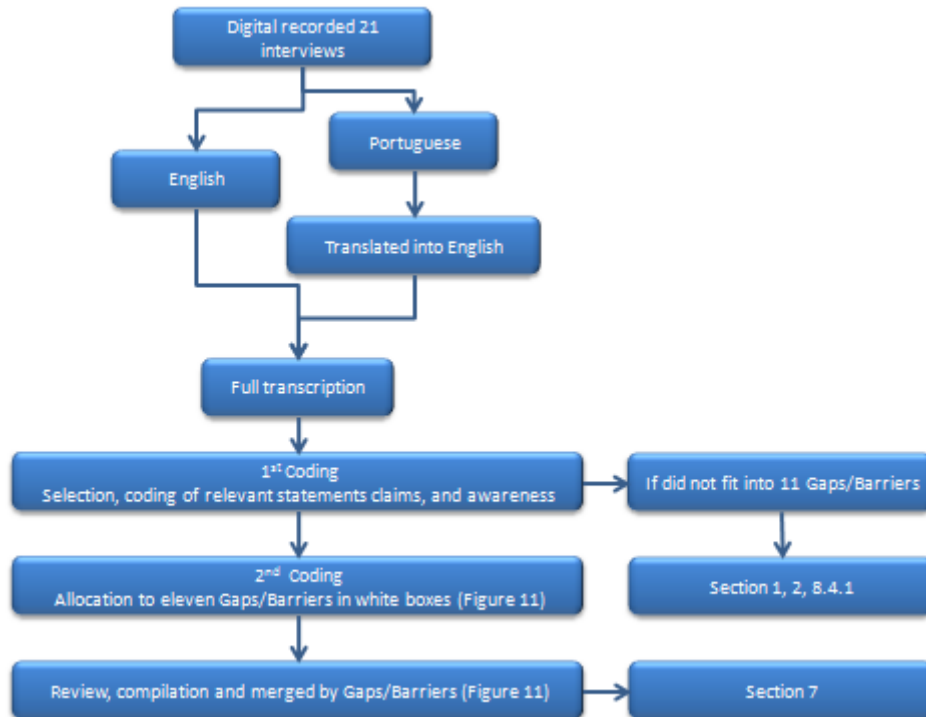 Digital recorded 21
interviews
Portuguese
English
Translated into English
Full transcription
1st Coding
Selection, coding of relevant statements claims, and awareness
If did not fit into 11 Gaps/Barriers
2nd Coding
Allocation to eleven Gaps/Barriers in white boxes (Figure 11)
Section 1, 2, 8.4.1
Review, compilation and merged by Gaps/Barriers (Figure 11)
Section 7